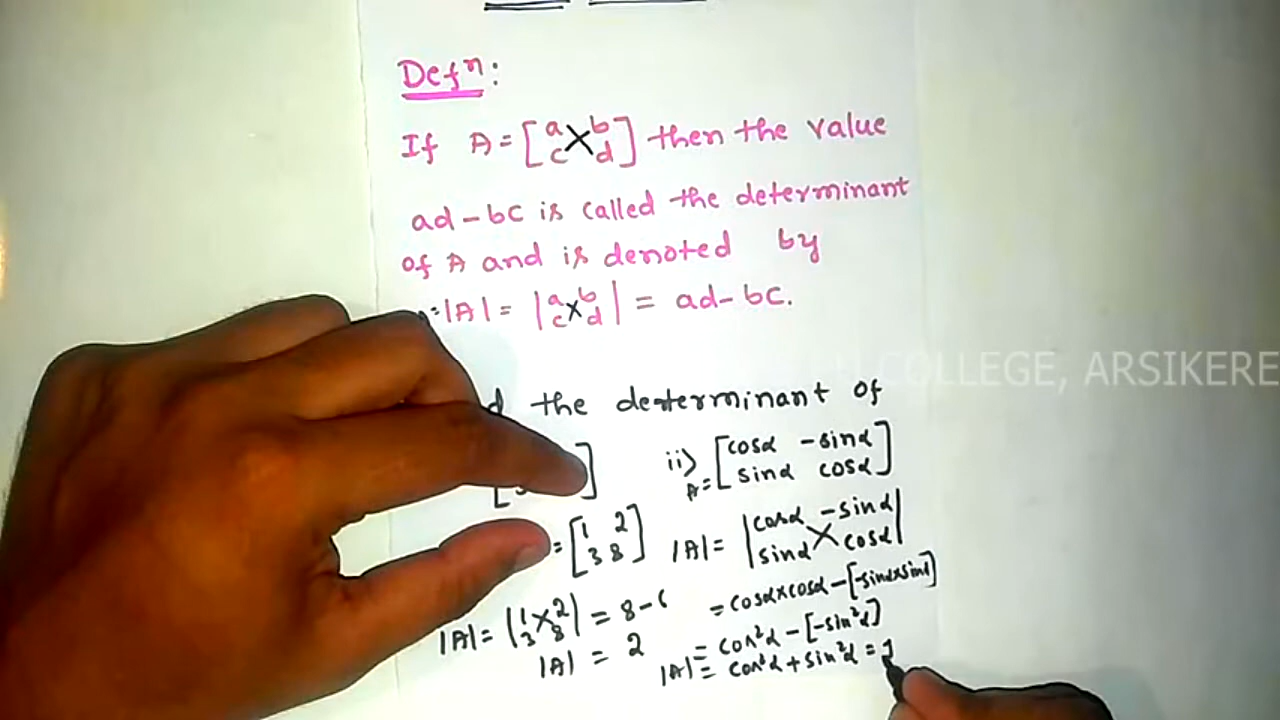 Defⁿ:
If A = [a b c d] then the value
ad - bc is called the determinant
of A and is denoted by
|A| = |a b c d| = ad - bc.
COLLEGE, ARSIKERE
the determinant of
ii) A = [cosα -sinα sinα cosα]
= [1 2 3 8]
|A| = |cosα -sinα sinα cosα|
|A| = |1 2 3 8| = 8 - 6
|A| = 2
= cosα × cosα - [-sinα × sinα]
= cos²α - [-sin²α]
|A| = cos²α + sin²α = 1